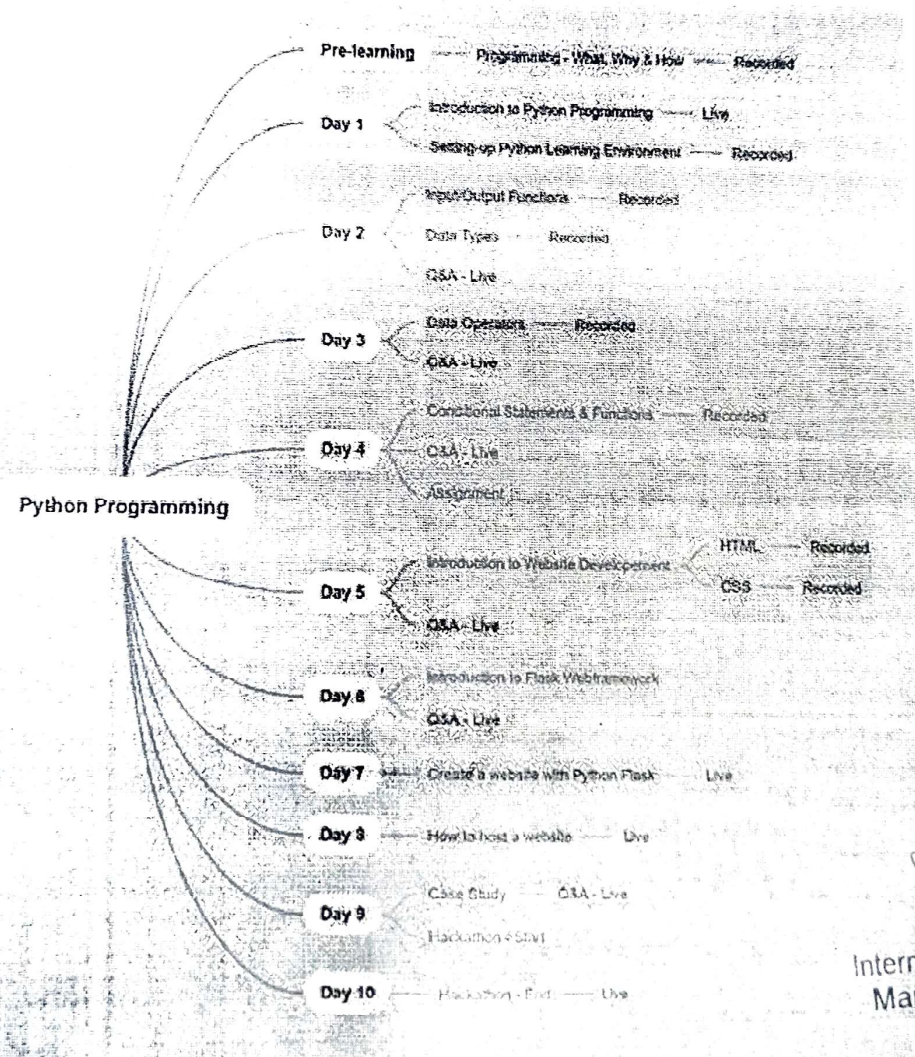 Pre-learning Programming - What, Why & How Recorded
Introduction to Python Programming Live
Day 1
Setting-up Python Learning Environment Recorded
Input/Output Functions Recorded
Day 2 Data Types Recorded
Q&A - Live
Data Operators Recorded
Day 3
Q&A - Live
Conditional Statements & Functions Recorded
Day 4 Q&A - Live
Assignment
Python Programming
HTML Recorded
Introduction to Website Developement
CSS Recorded
Day 5
Q&A - Live
Introduction to Flask Webframework
Day 6
Q&A - Live
Day 7 Create a website with Python Flask Live
Day 8 How to host a website Live
Case Study Q&A - Live
Day 9
Hackathon - Start
Day 10 Hackathon - End Live